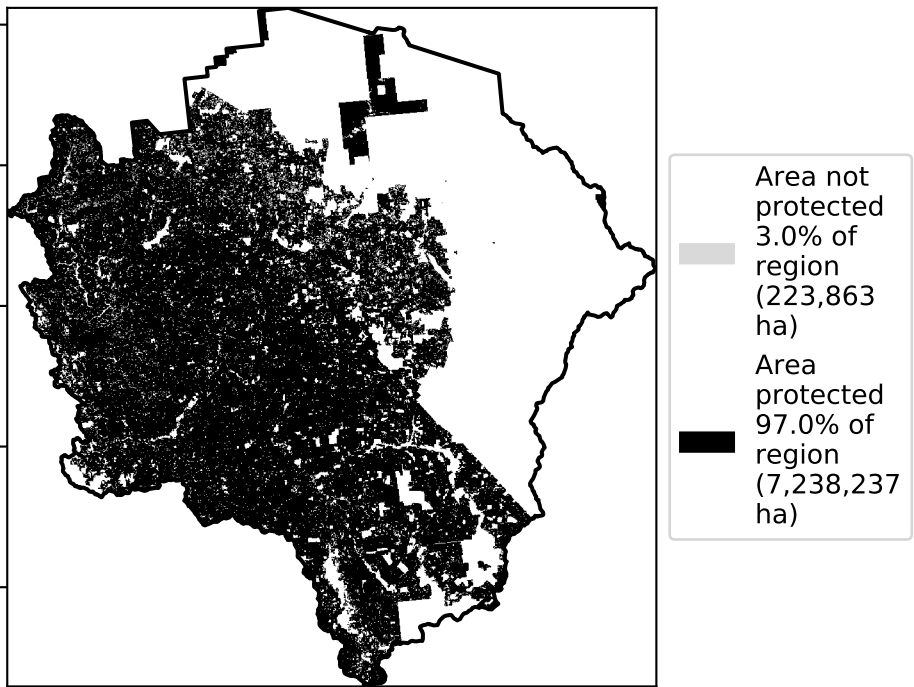 Area not
protected
3.0% of
region
(223,863
ha)
Area
protected
97.0% of
region
(7,238,237
ha)